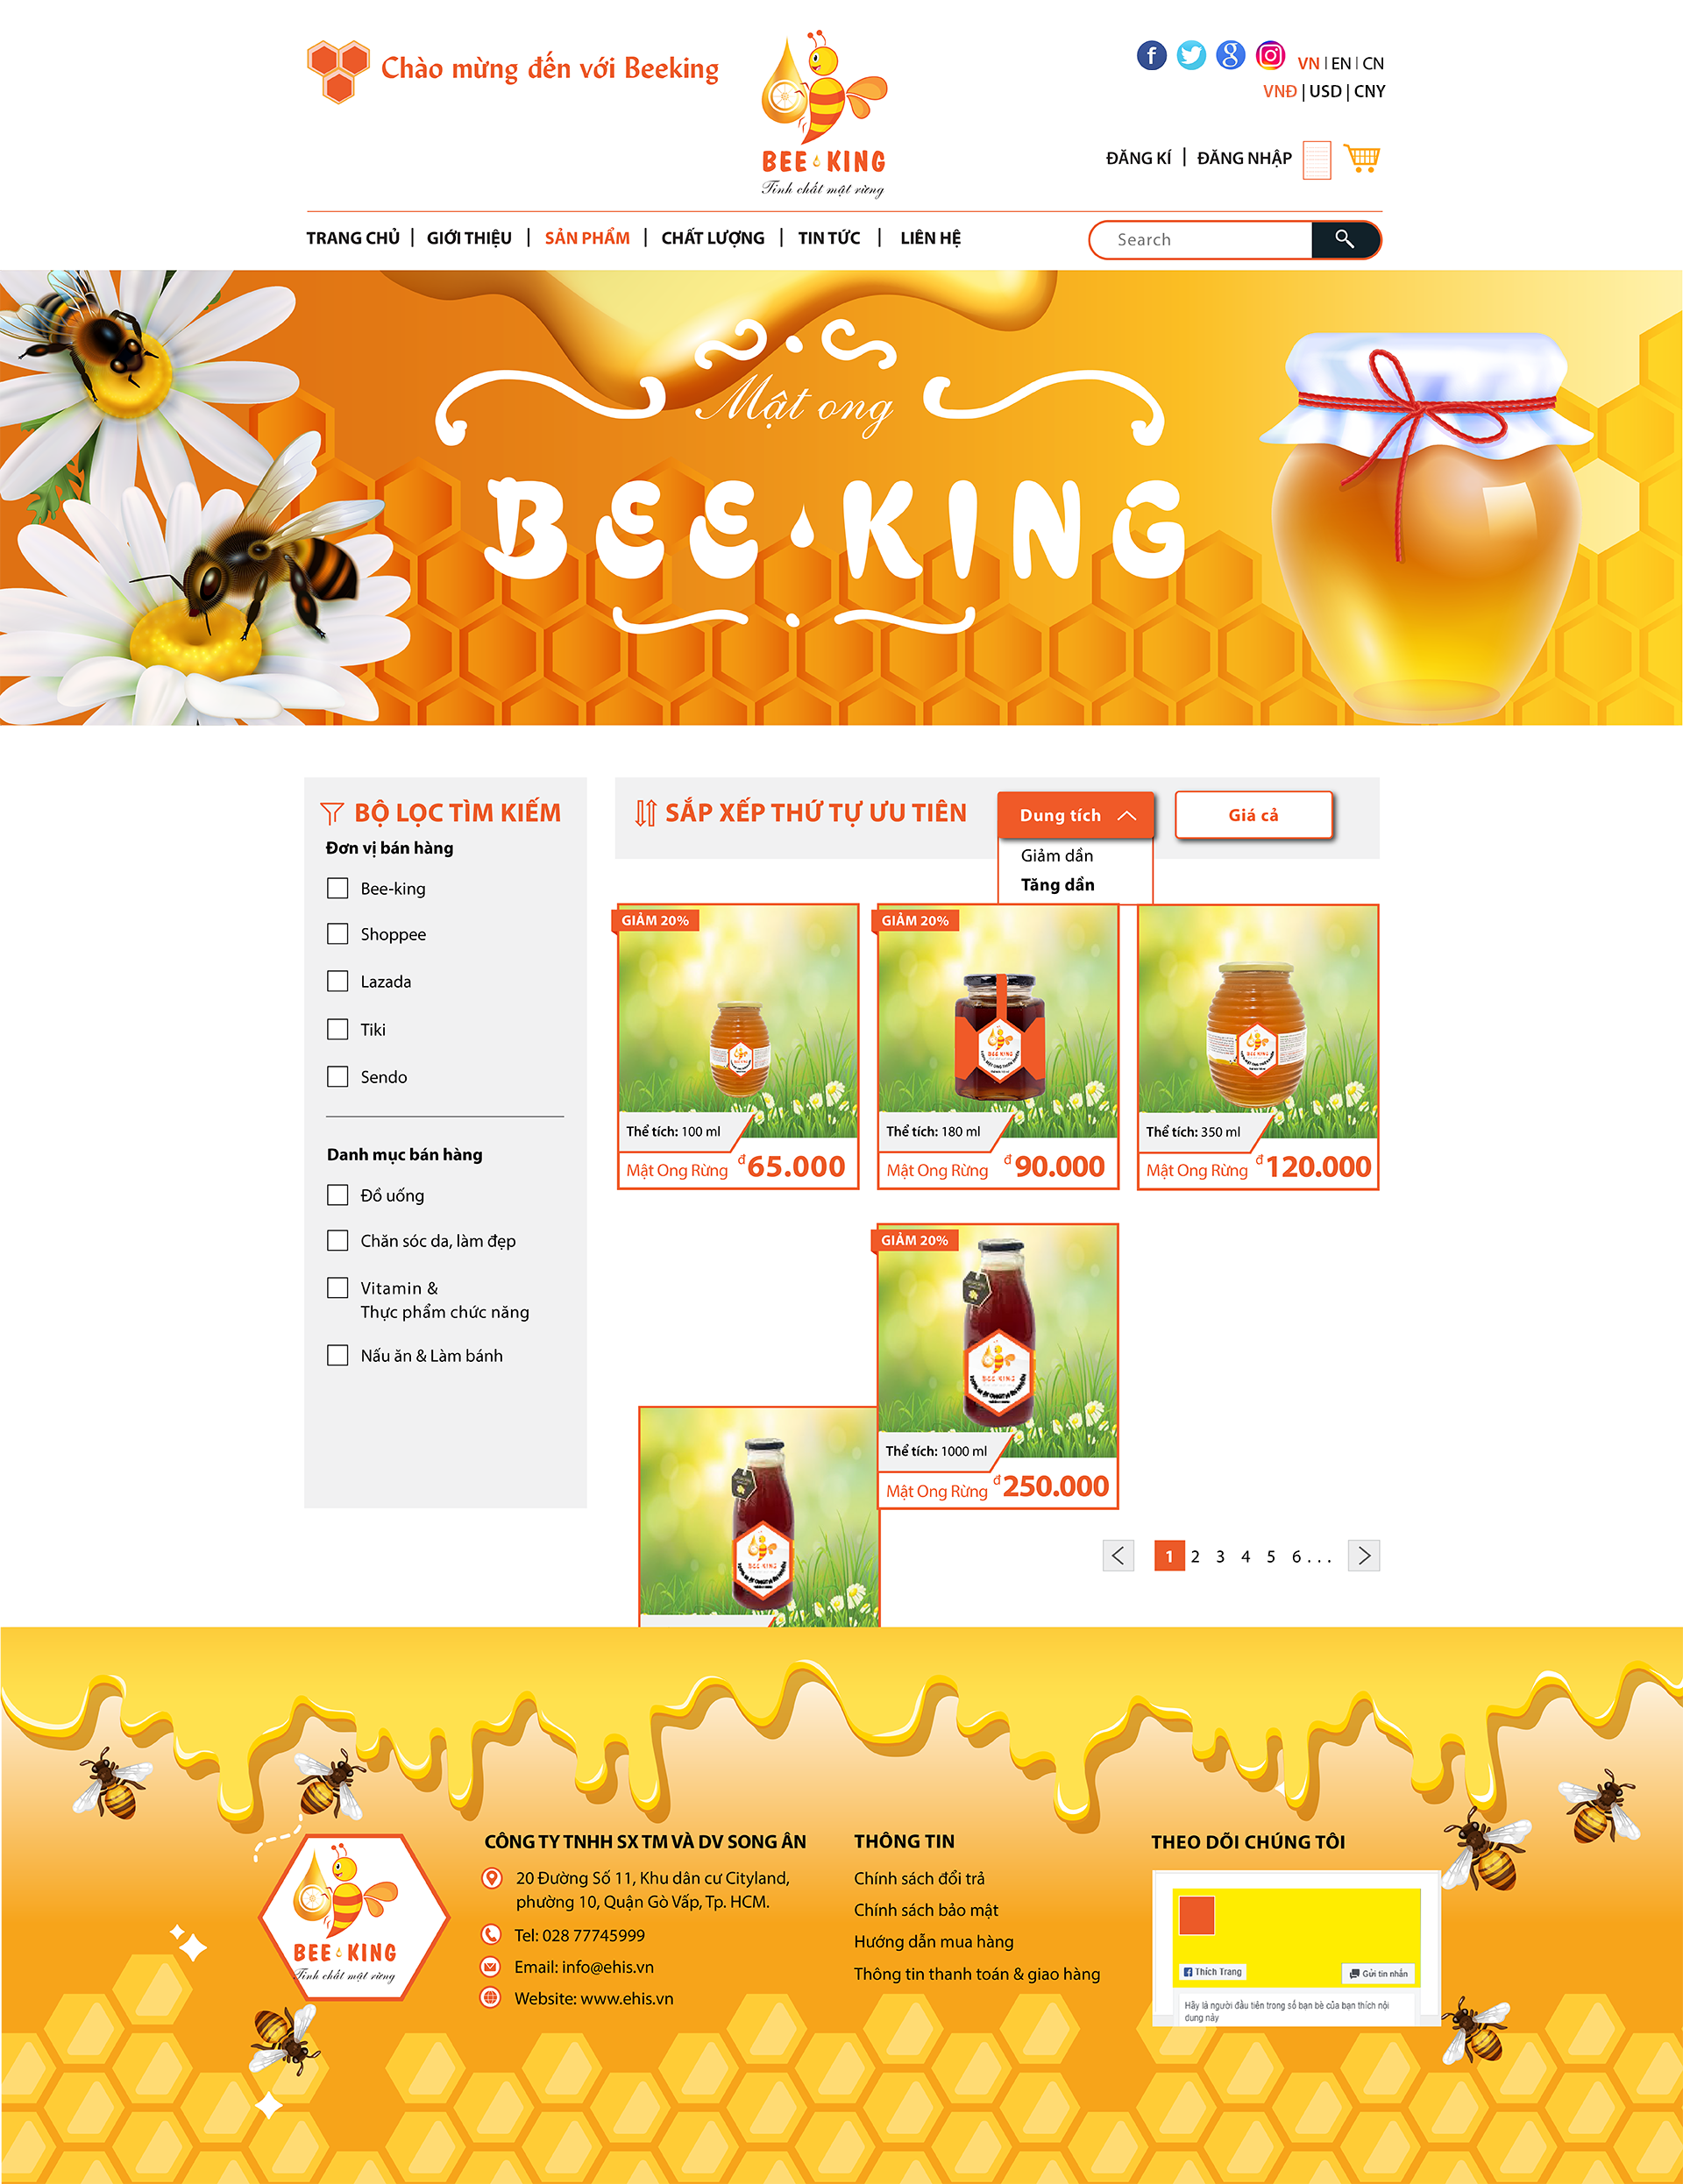 Chào mừng đến với Beeking
BEE KING
Tinh chất mật rừng
f
g
VN | EN | CN
VNĐ | USD | CNY
ĐĂNG KÍ | ĐĂNG NHẬP
TRANG CHỦ | GIỚI THIỆU | SẢN PHẨM | CHẤT LƯỢNG | TIN TỨC | LIÊN HỆ
Search
Mật ong
BEE KING
BỘ LỌC TÌM KIẾM
Đơn vị bán hàng
Bee-king
Shoppee
Lazada
Tiki
Sendo
Danh mục bán hàng
Đồ uống
Chăn sóc da, làm đẹp
Vitamin &
Thực phẩm chức năng
Nấu ăn & Làm bánh
SẮP XẾP THỨ TỰ ƯU TIÊN
Dung tích
Giá cả
Giảm dần
Tăng dần
GIẢM 20%
BEE KING
Thể tích: 100 ml
Mật Ong Rừng đ65.000
GIẢM 20%
BEE KING
Thể tích: 180 ml
Mật Ong Rừng đ90.000
BEE KING
Thể tích: 350 ml
Mật Ong Rừng đ120.000
GIẢM 20%
BEE KING
Thể tích: 1000 ml
Mật Ong Rừng đ250.000
BEE KING
1 2 3 4 5 6 . . .
BEE KING
Tinh chất mật rừng
CÔNG TY TNHH SX TM VÀ DV SONG ÂN
20 Đường Số 11, Khu dân cư Cityland,
phường 10, Quận Gò Vấp, Tp. HCM.
Tel: 028 77745999
Email: info@ehis.vn
Website: www.ehis.vn
THÔNG TIN
Chính sách đổi trả
Chính sách bảo mật
Hướng dẫn mua hàng
Thông tin thanh toán & giao hàng
THEO DÕI CHÚNG TÔI
Thích Trang
Gửi tin nhắn
Hãy là người đầu tiên trong số bạn bè của bạn thích nội
dung này